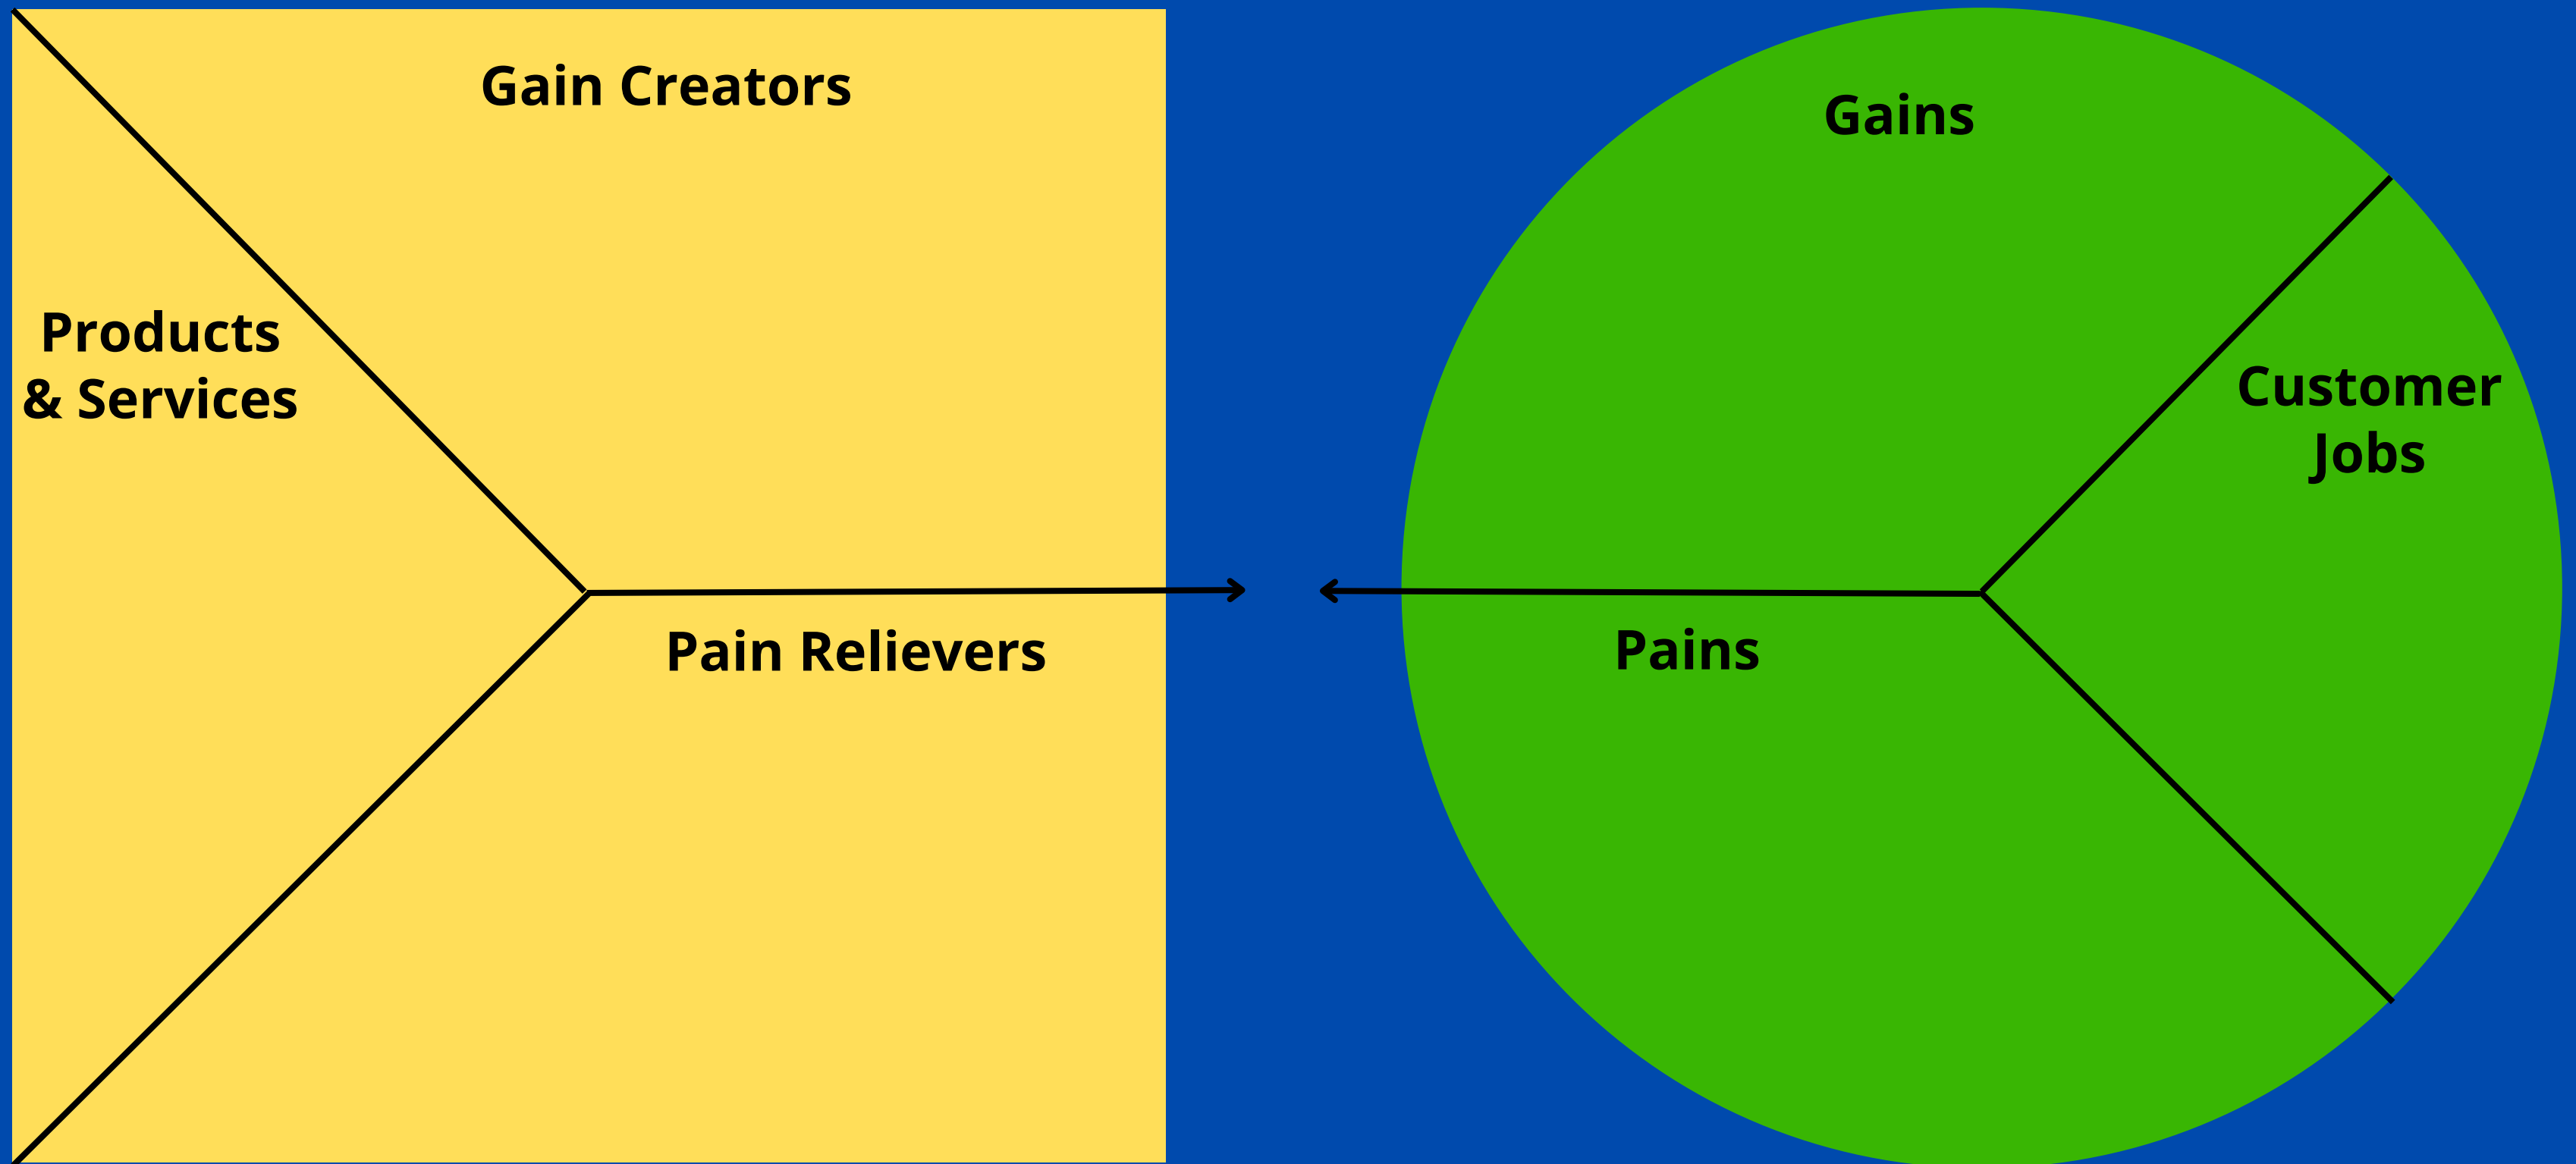 Gain Creators
Products
& Services
Pain Relievers
Gains
Customer
Jobs
Pains